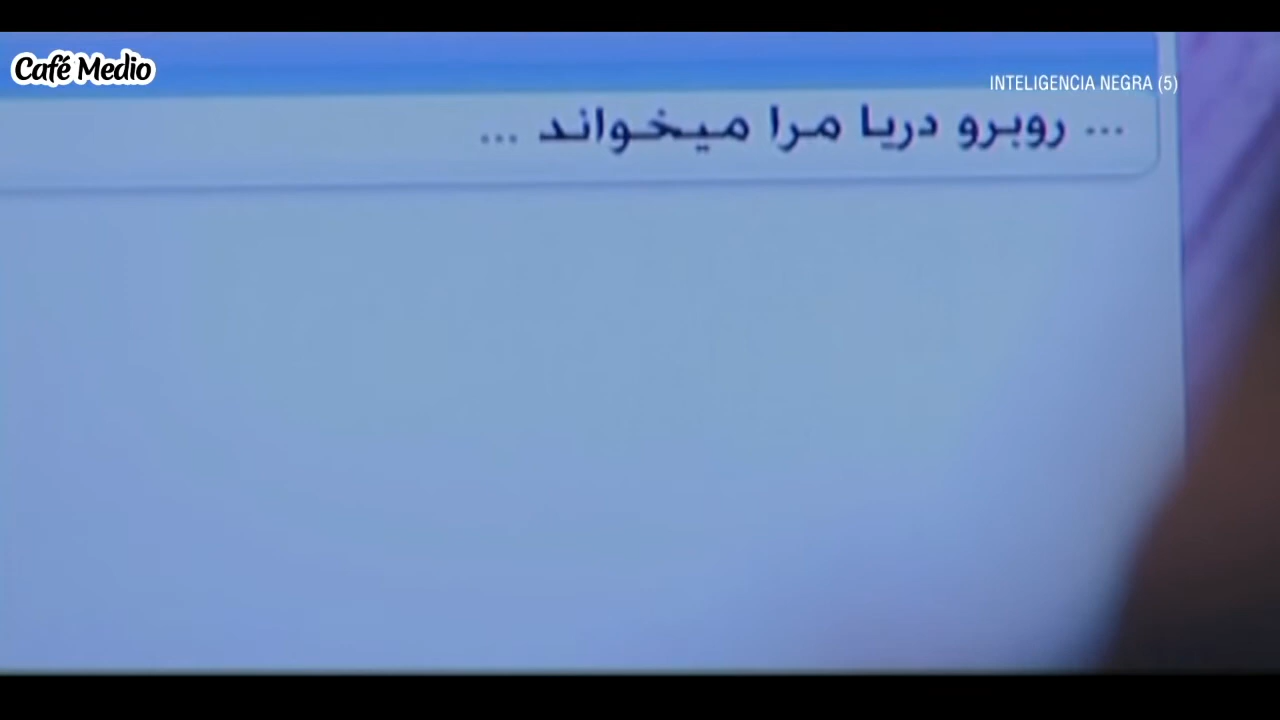 Café Medio
INTELIGENCIA NEGRA (5)
... روبرو دریا مرا میخواند ...